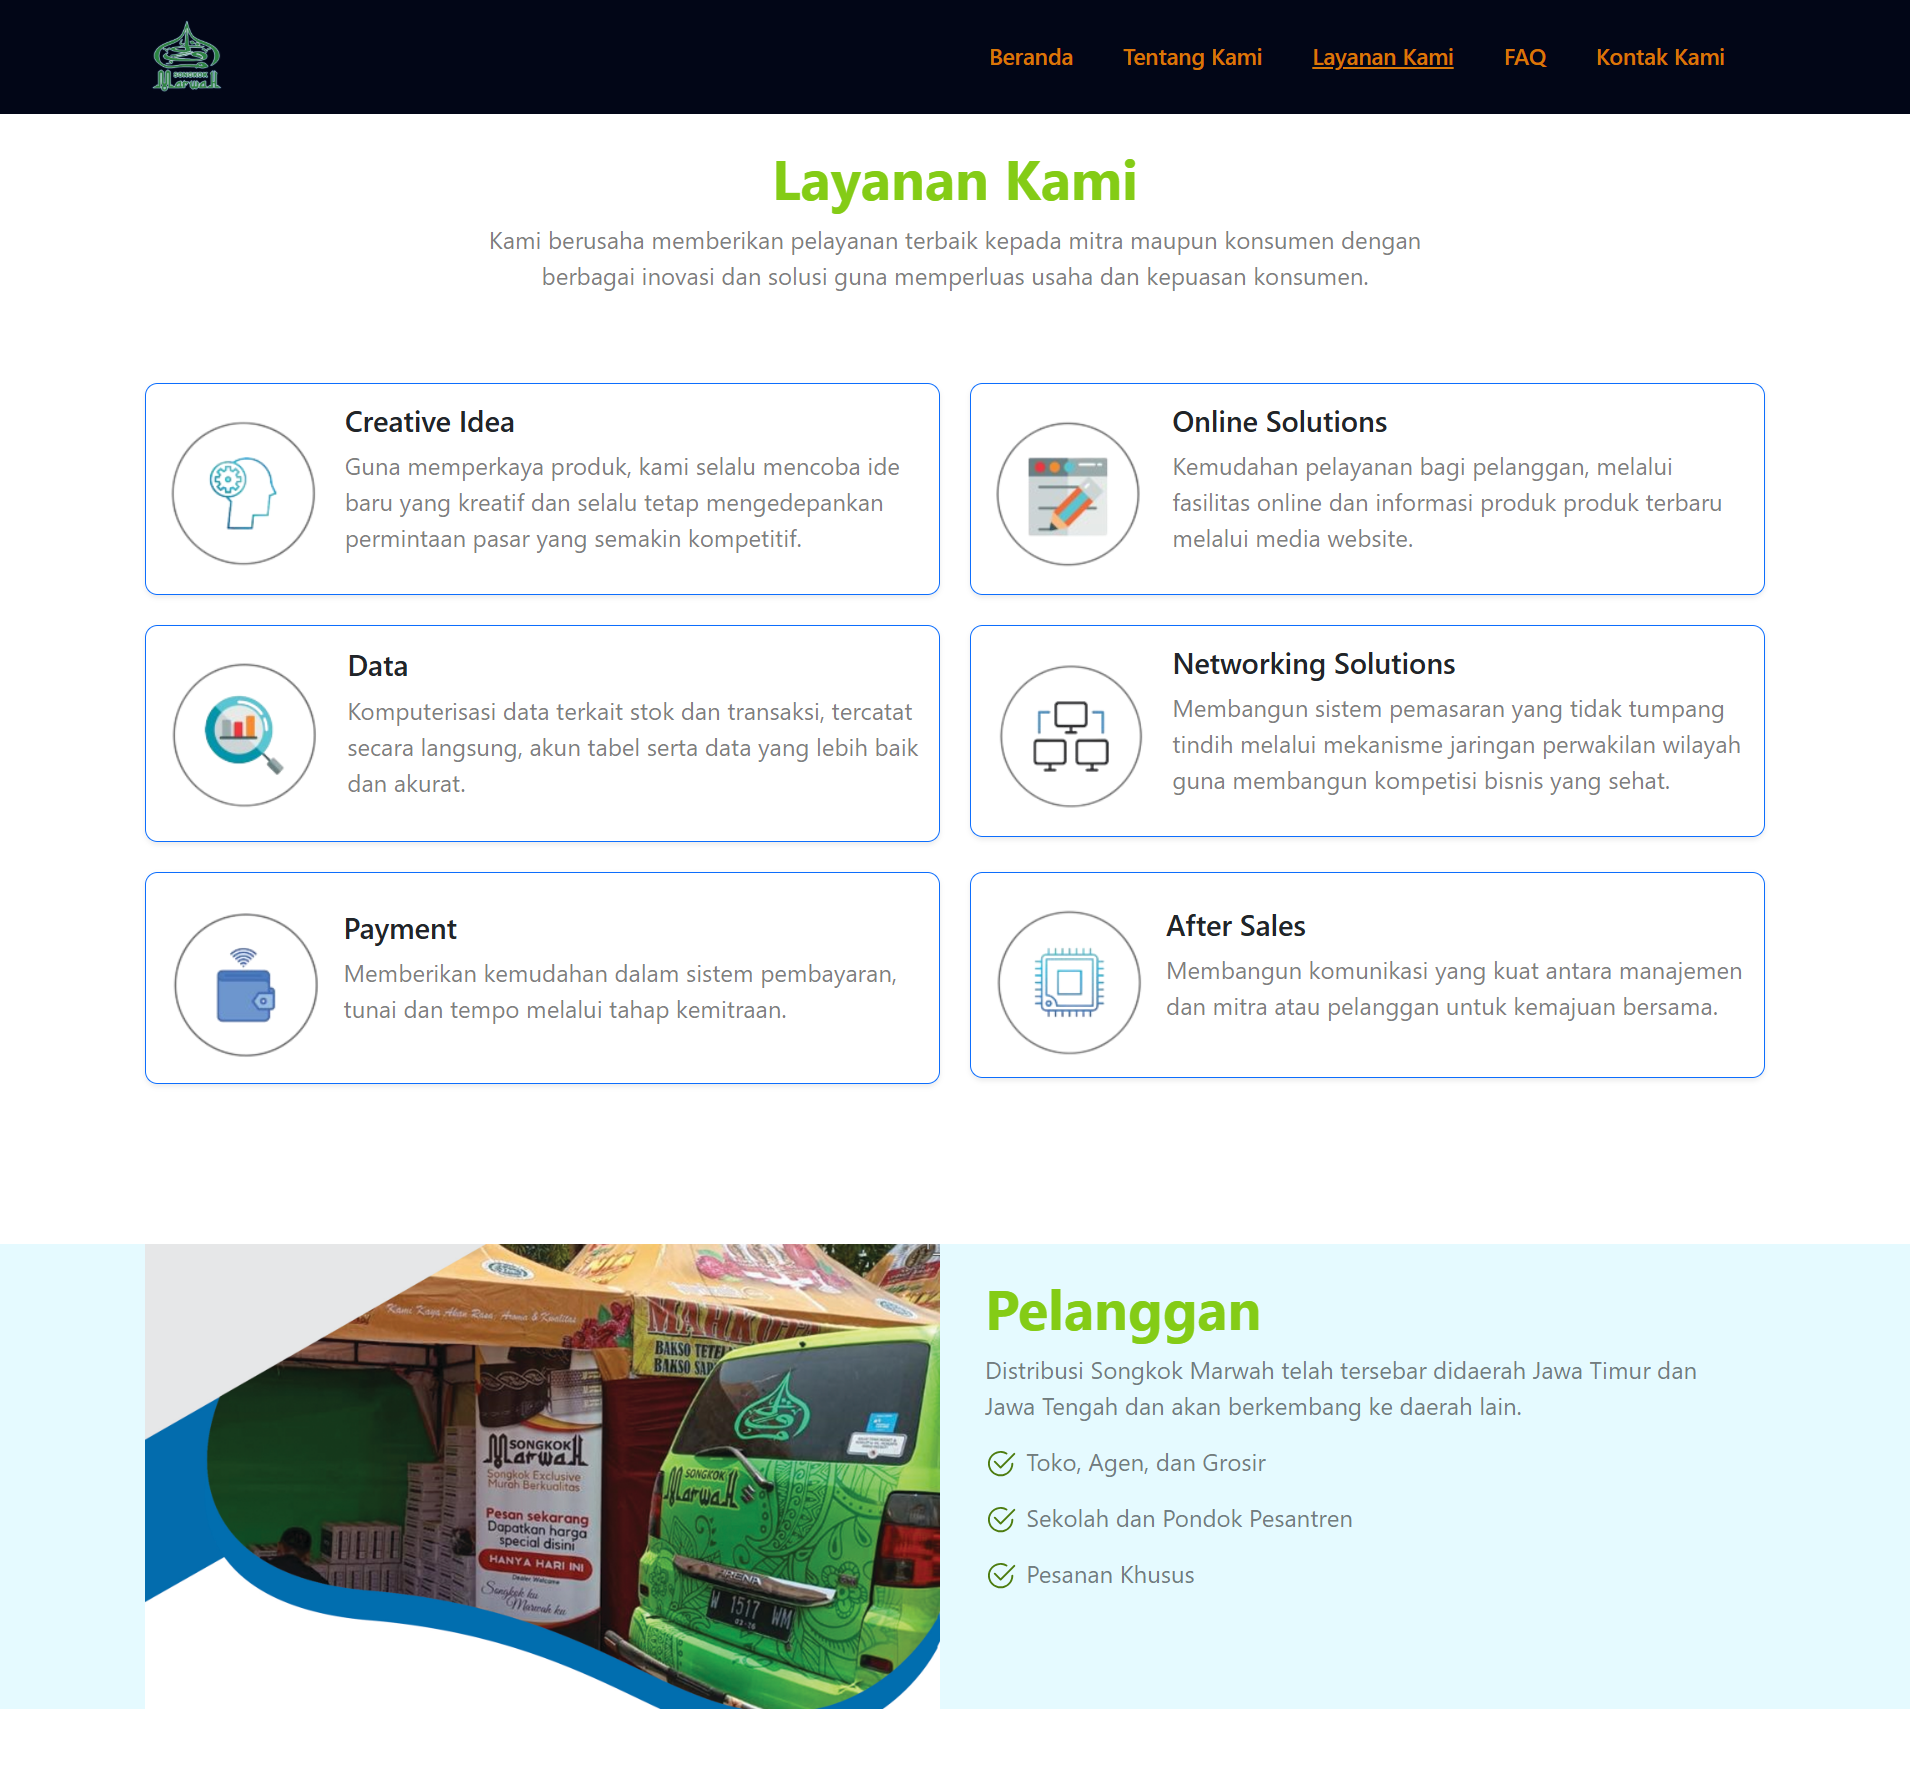 SONGKOK
Marwah
Beranda
Tentang Kami
Layanan Kami
FAQ
Kontak Kami
Layanan Kami
Kami berusaha memberikan pelayanan terbaik kepada mitra maupun konsumen dengan
berbagai inovasi dan solusi guna memperluas usaha dan kepuasan konsumen.
Creative Idea
Guna memperkaya produk, kami selalu mencoba ide
baru yang kreatif dan selalu tetap mengedepankan
permintaan pasar yang semakin kompetitif.
Online Solutions
Kemudahan pelayanan bagi pelanggan, melalui
fasilitas online dan informasi produk produk terbaru
melalui media website.
Data
Komputerisasi data terkait stok dan transaksi, tercatat
secara langsung, akun tabel serta data yang lebih baik
dan akurat.
Networking Solutions
Membangun sistem pemasaran yang tidak tumpang
tindih melalui mekanisme jaringan perwakilan wilayah
guna membangun kompetisi bisnis yang sehat.
Payment
Memberikan kemudahan dalam sistem pembayaran,
tunai dan tempo melalui tahap kemitraan.
After Sales
Membangun komunikasi yang kuat antara manajemen
dan mitra atau pelanggan untuk kemajuan bersama.
Kami Kaya Akan Rasa, Aroma & Kwalitas
BAKSO
BAKSO
SONGKOK
Marwah
Songkok Exclusive
Murah Berkualitas
Pesan sekarang
Dapatkan harga
special disini
HANYA HARI INI
Dealer Welcome
Songkok ku
Marwah ku
SONGKOK
Marwah
W 1517 WM
03-26
Pelanggan
Distribusi Songkok Marwah telah tersebar didaerah Jawa Timur dan
Jawa Tengah dan akan berkembang ke daerah lain.
Toko, Agen, dan Grosir
Sekolah dan Pondok Pesantren
Pesanan Khusus